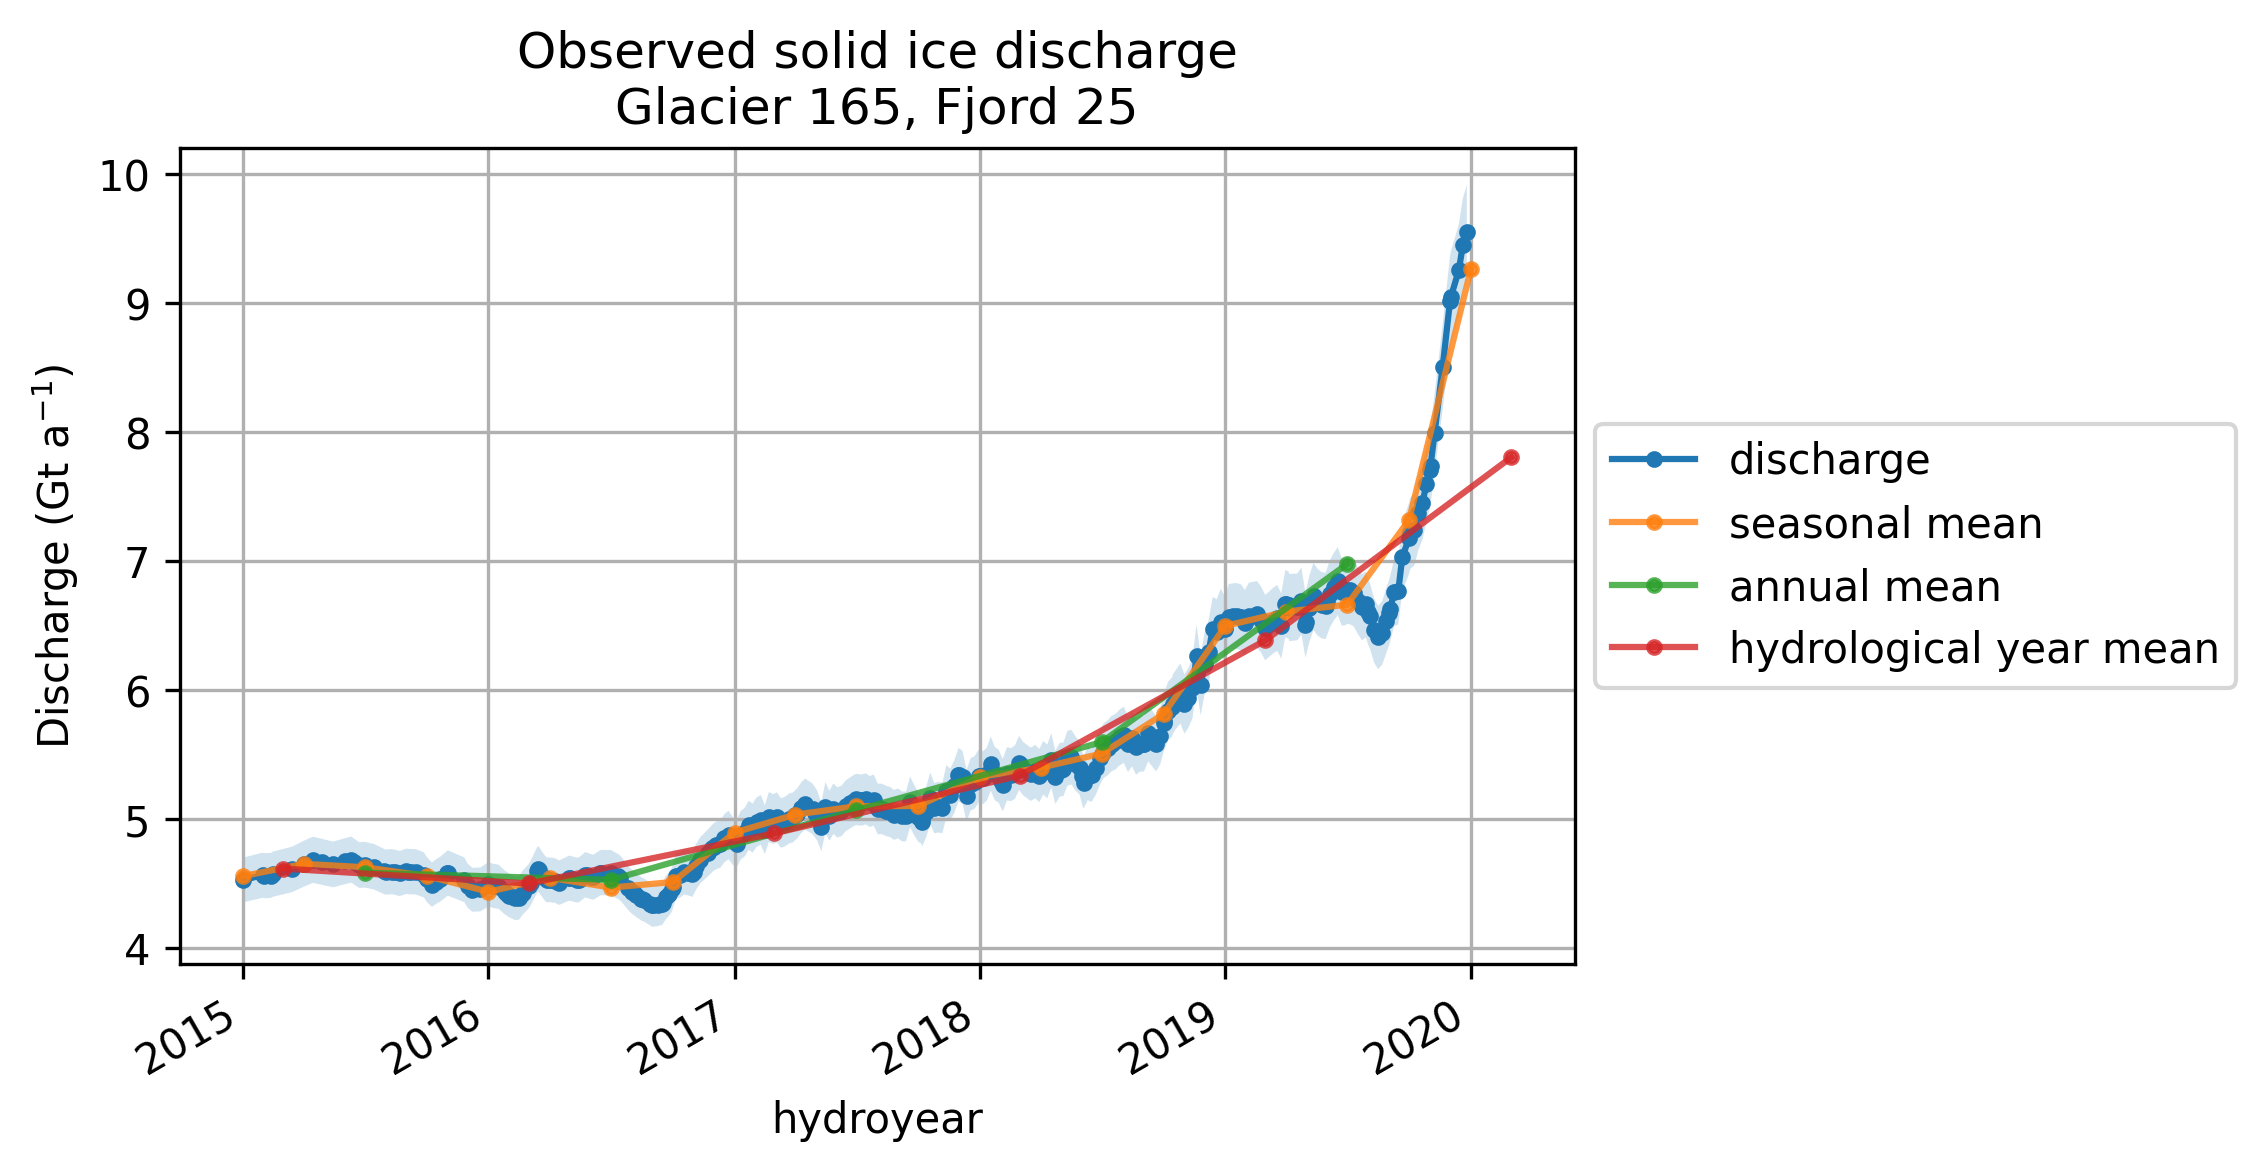 Observed solid ice discharge
Glacier 165, Fjord 25
Discharge (Gt a⁻¹)
10
9
8
7
6
5
4
2015
2016
2017
2018
2019
2020
hydroyear
discharge
seasonal mean
annual mean
hydrological year mean